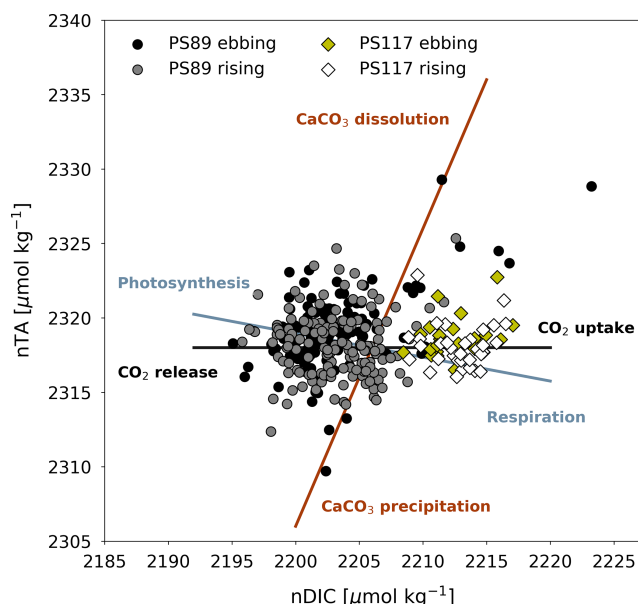 2340
PS89 ebbing
PS117 ebbing
PS89 rising
PS117 rising
2335
CaCO₃ dissolution
2330
2325
Photosynthesis
2320
CO₂ uptake
CO₂ release
2315
Respiration
2310
CaCO₃ precipitation
2305
nTA [μmol kg⁻¹]
2185 2190 2195 2200 2205 2210 2215 2220 2225
nDIC [μmol kg⁻¹]